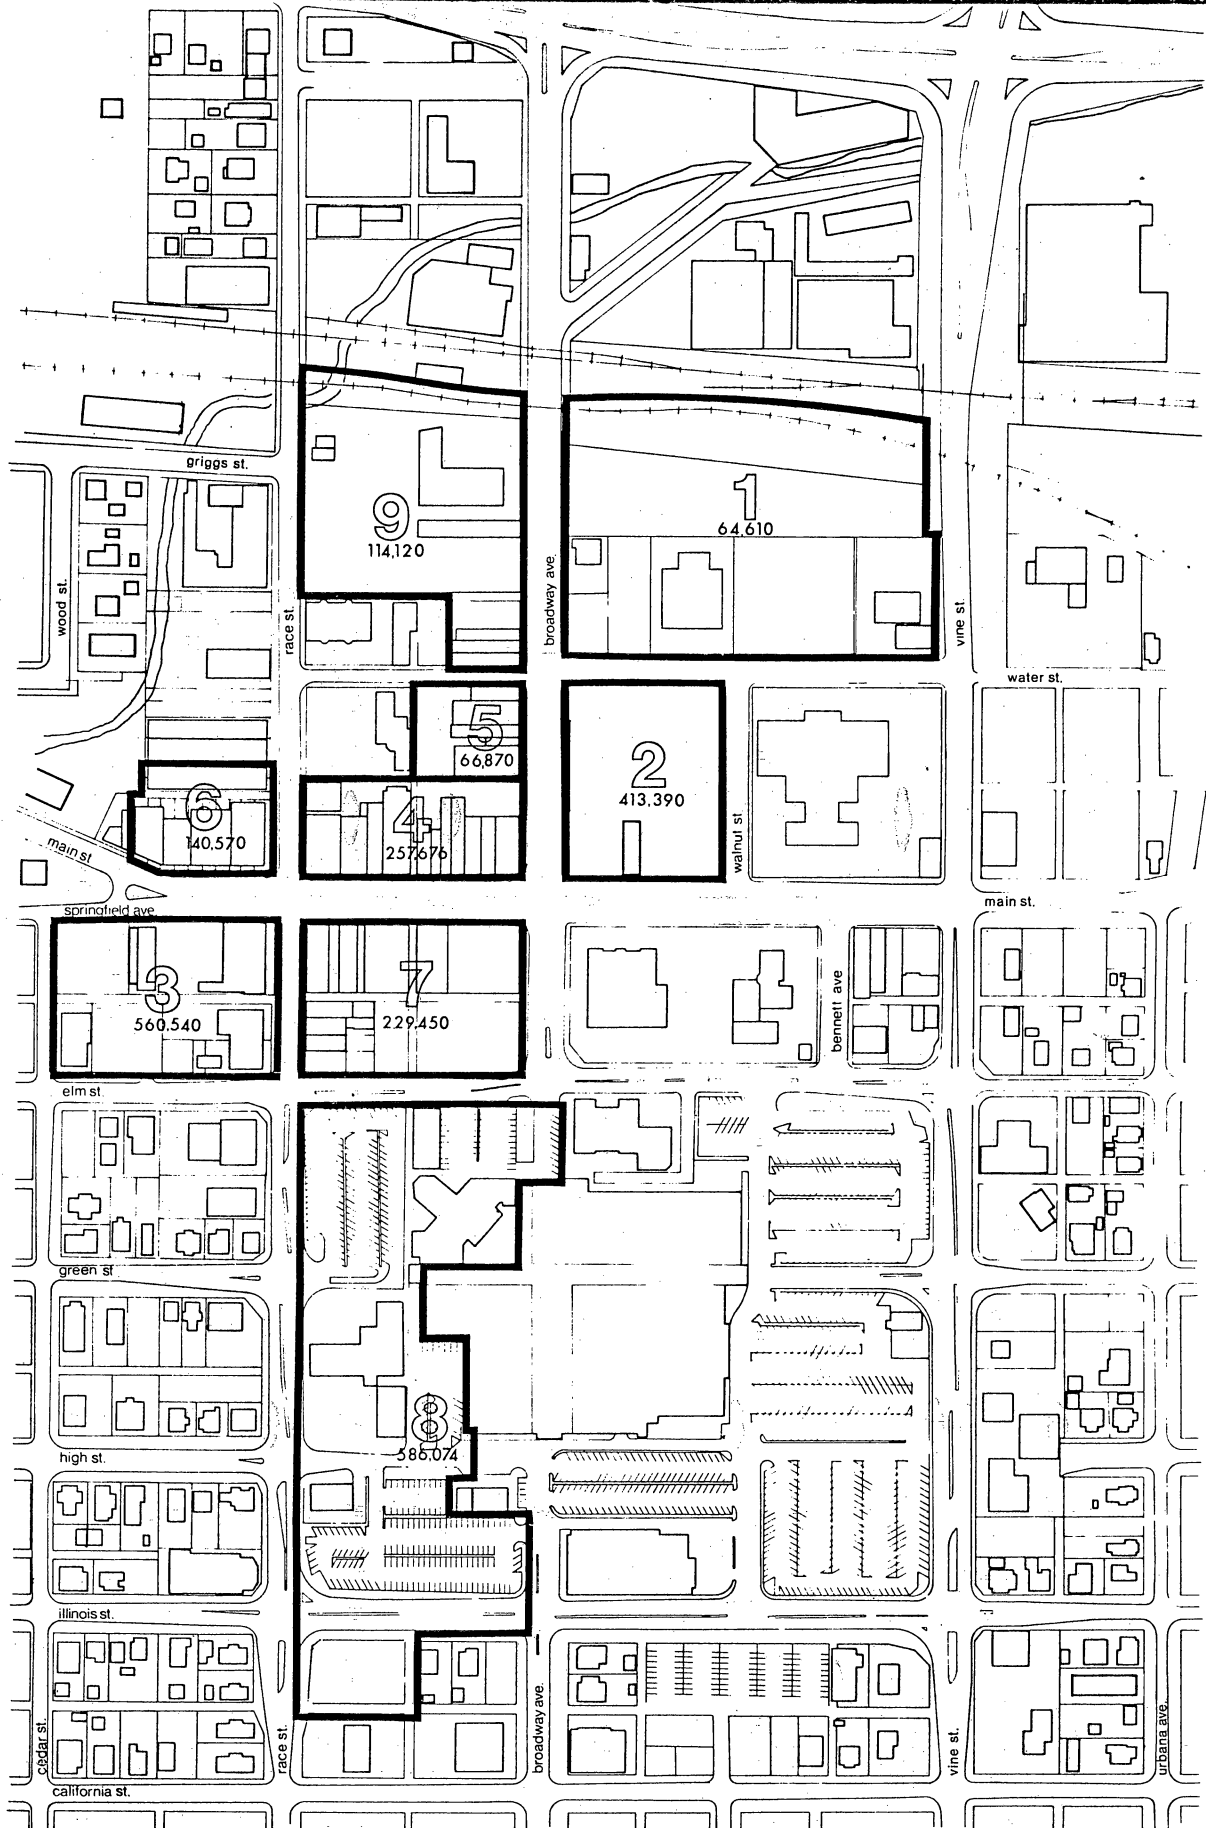 griggs st.
9
114,120
1
64,610
wood st.
race st.
broadway ave.
vine st.
water st.
5
66,870
2
413,390
6
140,570
4
257,676
walnut st
main st
springfield ave.
main st.
3
560,540
7
229,450
bennett ave
elm st.
green st
8
586,074
high st.
illinois st.
cedar st.
race st.
broadway ave.
vine st.
urbana ave.
california st.